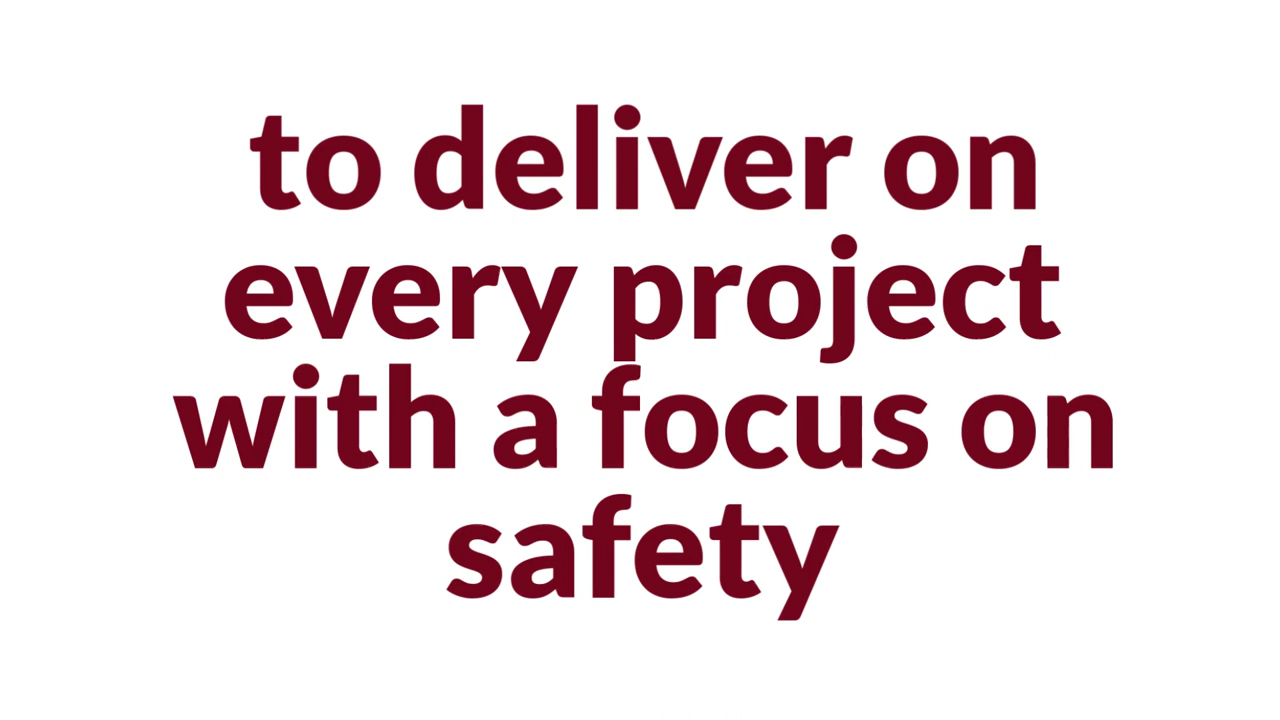 to deliver on
every project
with a focus on
safety